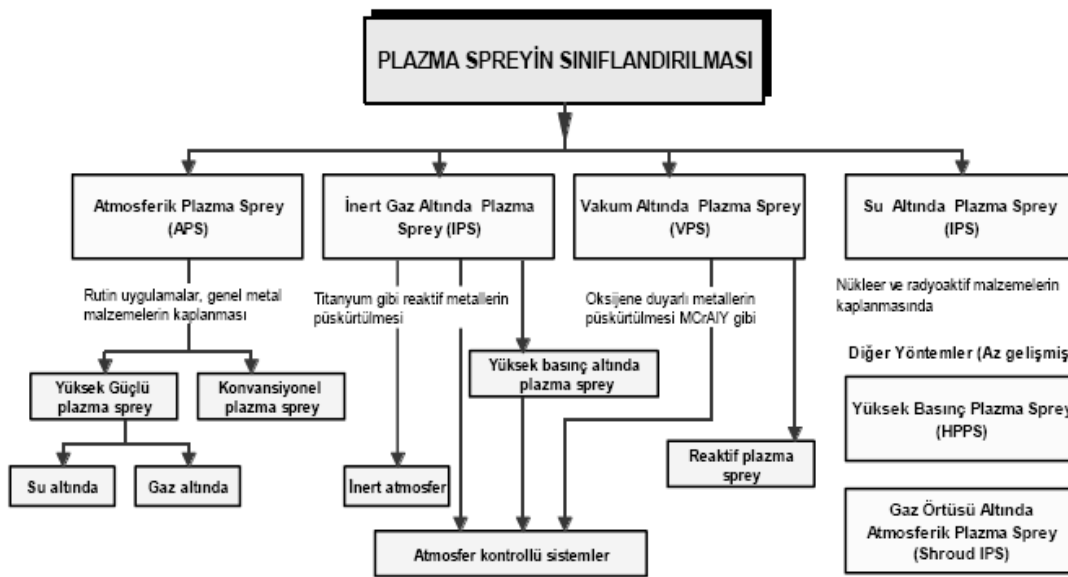 PLAZMA SPREYİN SINIFLANDIRILMASI
Atmosferik Plazma Sprey
(APS)
İnert Gaz Altında Plazma
Sprey (IPS)
Vakum Altında Plazma Sprey
(VPS)
Su Altında Plazma Sprey
(IPS)
Rutin uygulamalar, genel metal
malzemelerin kaplanması
Titanyum gibi reaktif metallerin
püskürtülmesi
Oksijene duyarlı metallerin
püskürtülmesi MCrAlY gibi
Nükleer ve radyoaktif malzemelerin
kaplanmasında
Yüksek Güçlü
plazma sprey
Konvansiyonel
plazma sprey
Yüksek basınç altında
plazma sprey
Diğer Yöntemler (Az gelişmiş
Yüksek Basınç Plazma Sprey
(HPPS)
Reaktif plazma
sprey
Su altında
Gaz altında
İnert atmosfer
Atmosfer kontrollü sistemler
Gaz Örtüsü Altında
Atmosferik Plazma Sprey
(Shroud IPS)